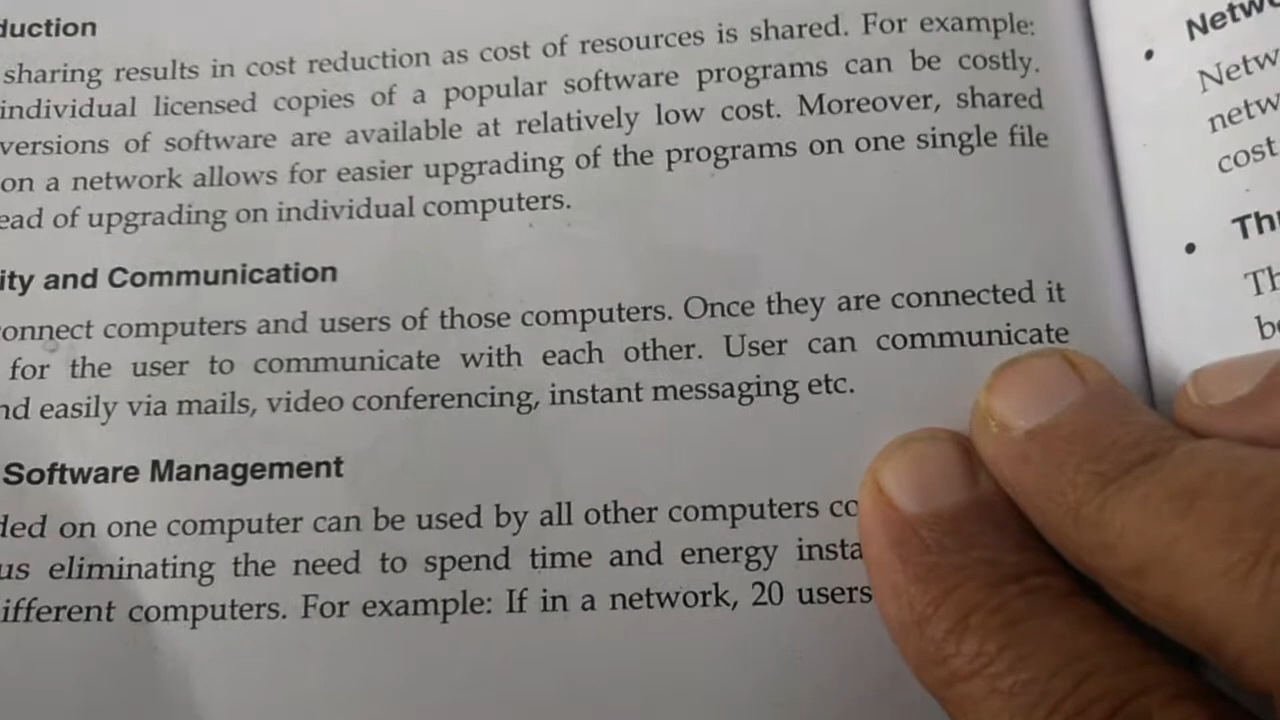 duction
sharing results in cost reduction as cost of resources is shared. For example:
individual licensed copies of a popular software programs can be costly.
versions of software are available at relatively low cost. Moreover, shared
on a network allows for easier upgrading of the programs on one single file
ead of upgrading on individual computers.
ity and Communication
onnect computers and users of those computers. Once they are connected it
for the user to communicate with each other. User can communicate
nd easily via mails, video conferencing, instant messaging etc.
Software Management
ded on one computer can be used by all other computers co
us eliminating the need to spend time and energy insta
ifferent computers. For example: If in a network, 20 users
• Netw
Netw
netw
cost
• Th
Th
b